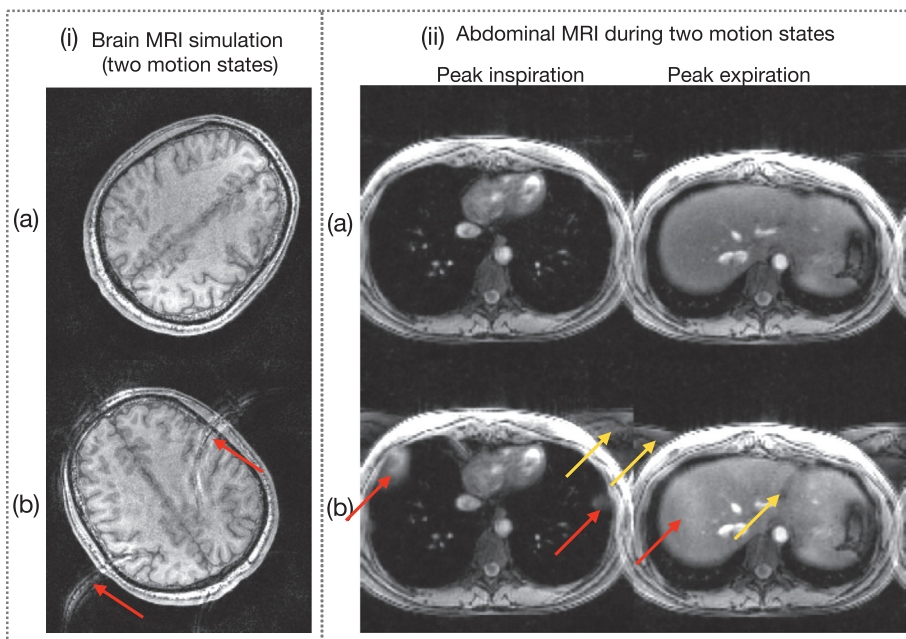 (i) Brain MRI simulation
(two motion states)
(ii) Abdominal MRI during two motion states
Peak inspiration Peak expiration
(a) (a)
(b) (b)